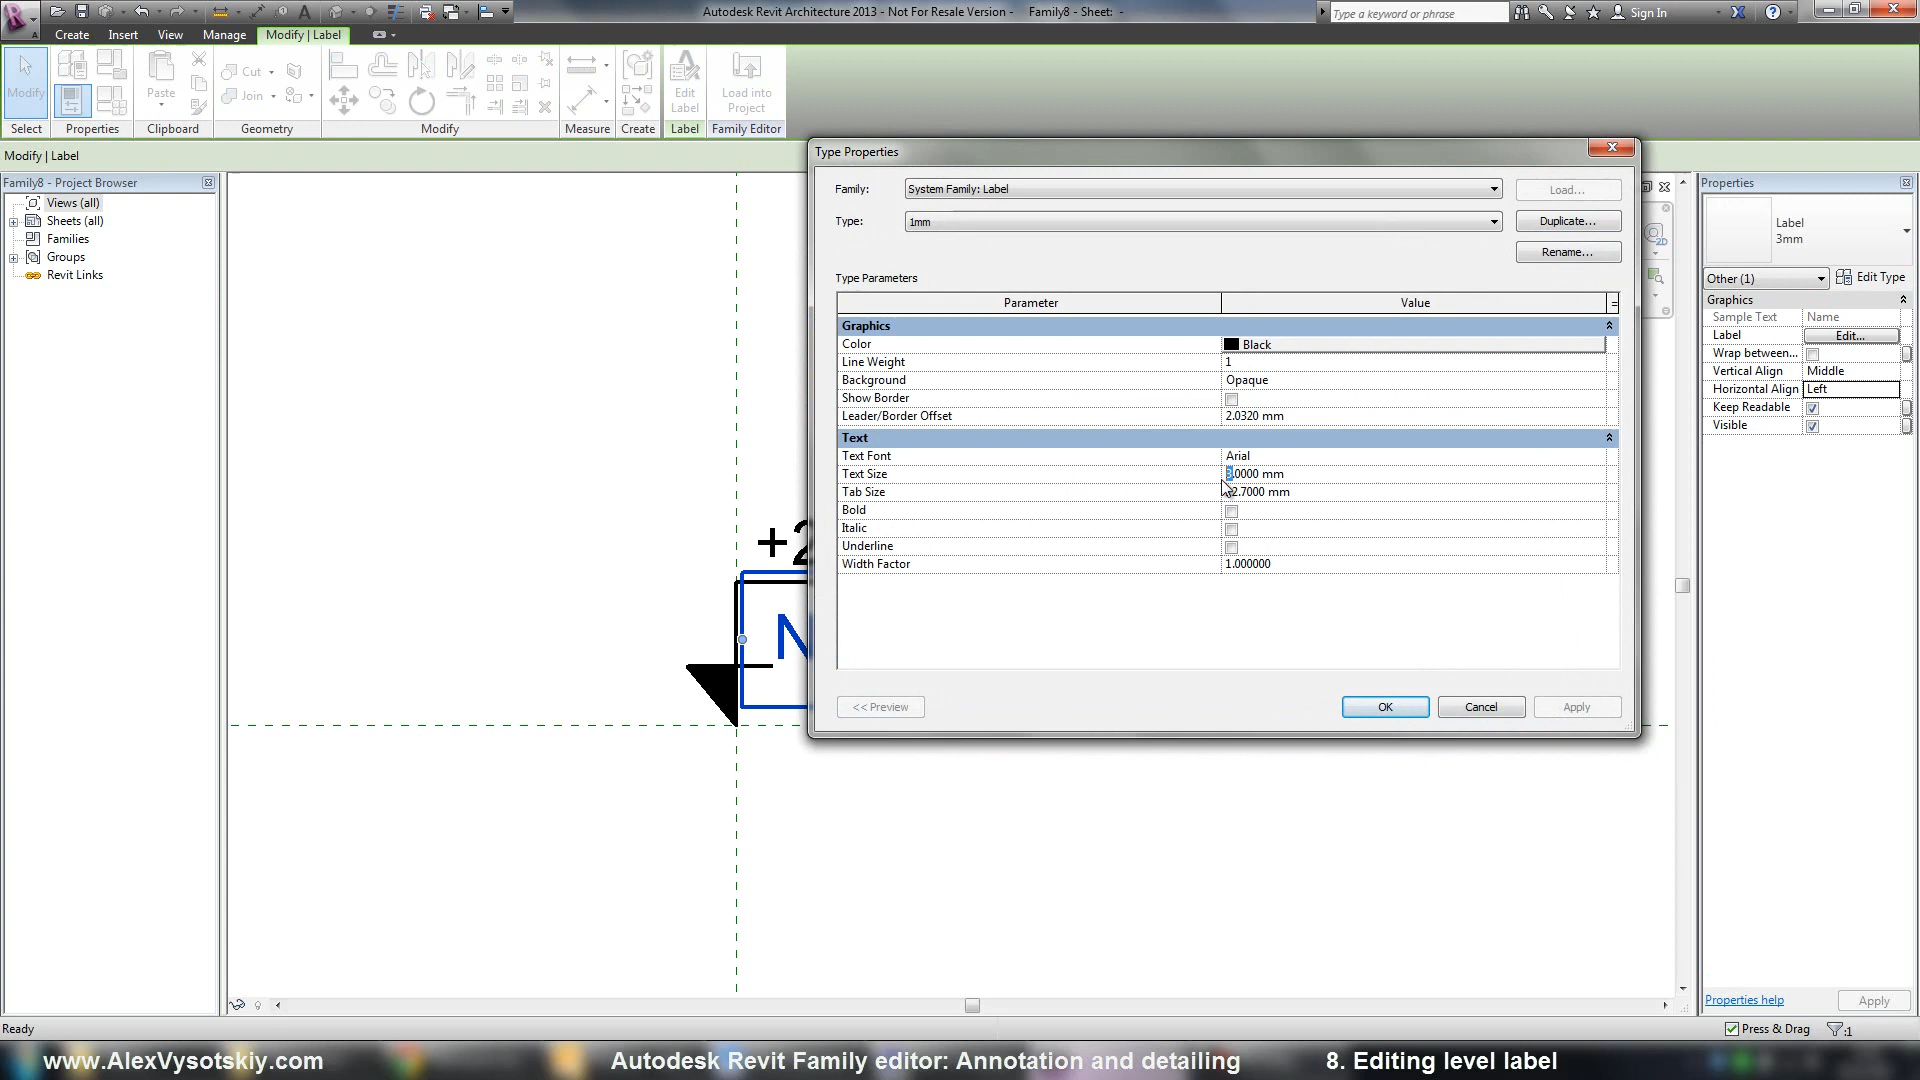 Autodesk Revit Architecture 2013 - Not For Resale Version - Family8 - Sheet: -
Type a keyword or phrase
Sign In
Create Insert View Manage Modify | Label
Modify
Cut
Join
Paste
Edit Label
Load into Project
Select Properties Clipboard Geometry Modify Measure Create Label Family Editor
Modify | Label
Family8 - Project Browser
Views (all)
Sheets (all)
Families
Groups
Revit Links
+2
N
Type Properties
Family: System Family: Label Load...
Type: 1mm Duplicate...
Rename...
Type Parameters
Parameter Value =
Graphics
Color Black
Line Weight 1
Background Opaque
Show Border
Leader/Border Offset 2.0320 mm
Text
Text Font Arial
Text Size 3.0000 mm
Tab Size 2.7000 mm
Bold
Italic
Underline
Width Factor 1.000000
<< Preview OK Cancel Apply
2D
Properties
Label
3mm
Other (1) Edit Type
Graphics
Sample Text Name
Label Edit...
Wrap between...
Vertical Align Middle
Horizontal Align Left
Keep Readable
Visible
Properties help Apply
Ready
Press & Drag :1
www.AlexVysotskiy.com Autodesk Revit Family editor: Annotation and detailing 8. Editing level label